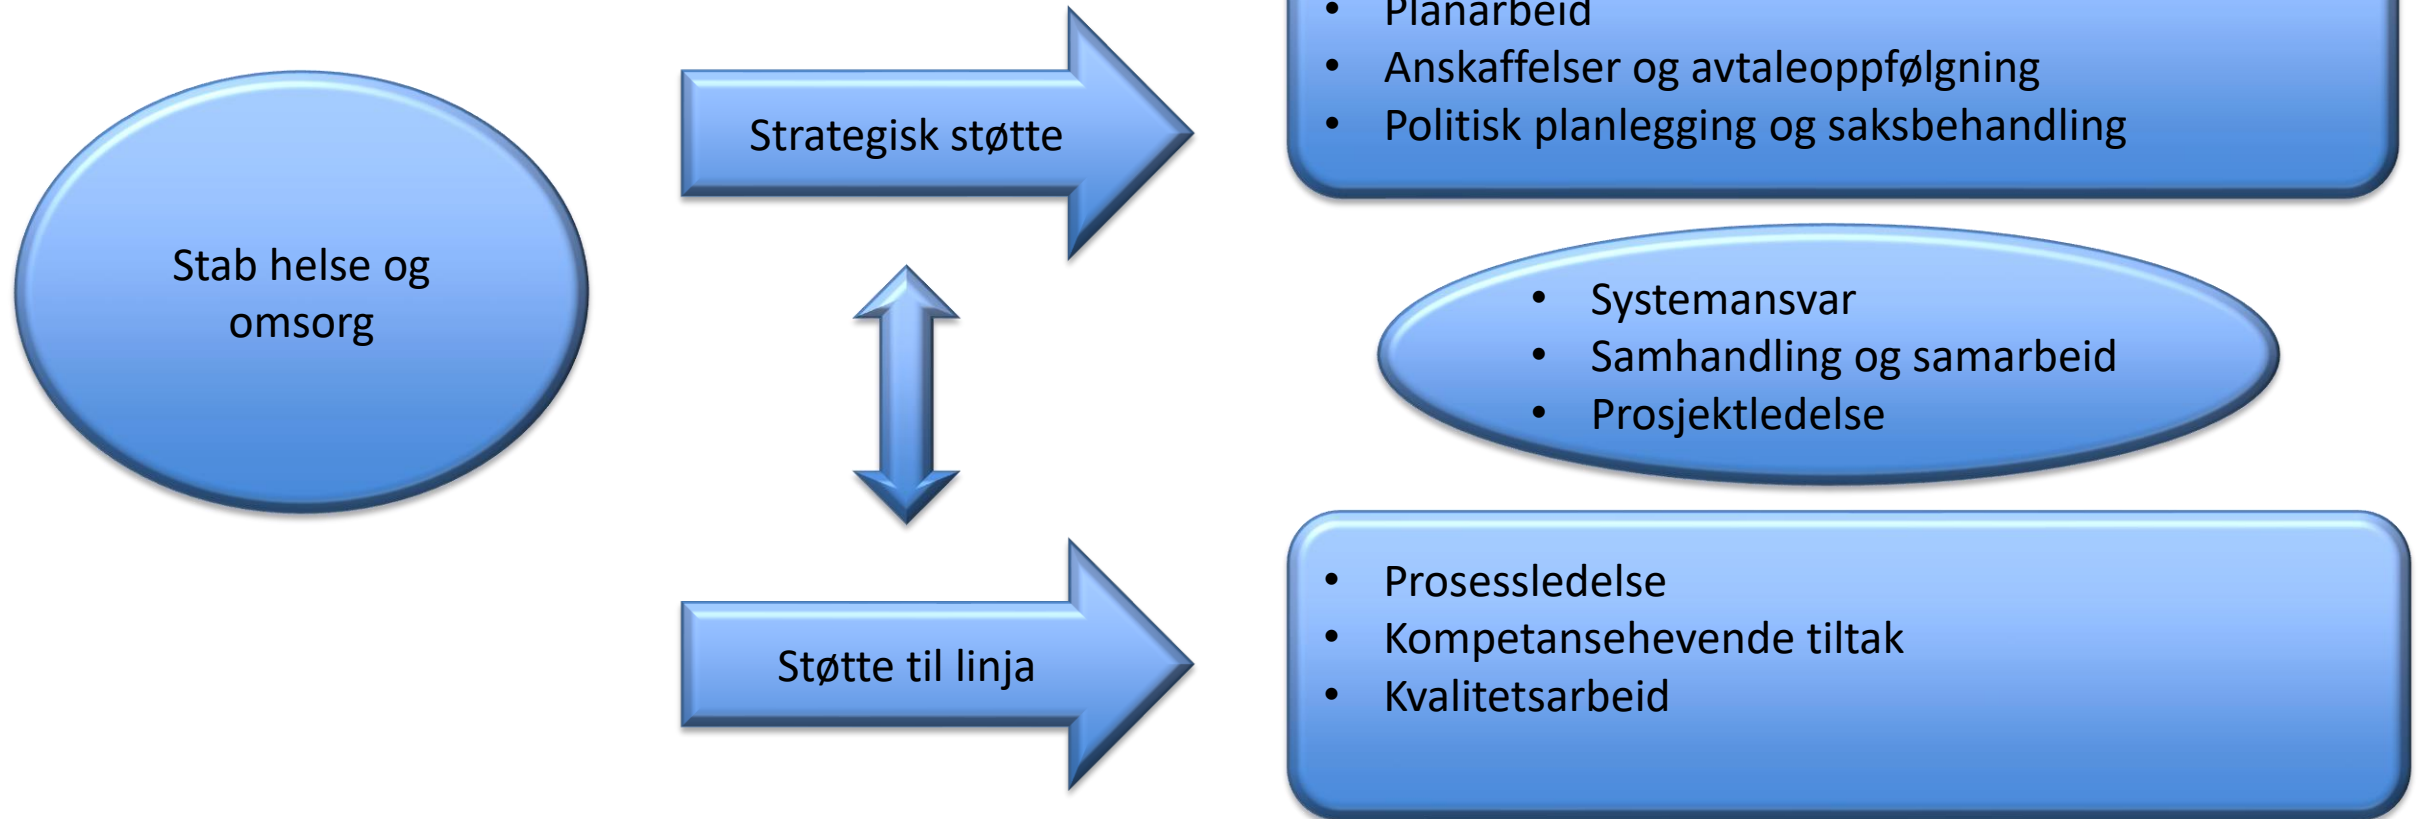 Stab helse og
omsorg
Strategisk støtte
• Planarbeid
• Anskaffelser og avtaleoppfølgning
• Politisk planlegging og saksbehandling
• Systemansvar
• Samhandling og samarbeid
• Prosjektledelse
Støtte til linja
• Prosessledelse
• Kompetansehevende tiltak
• Kvalitetsarbeid